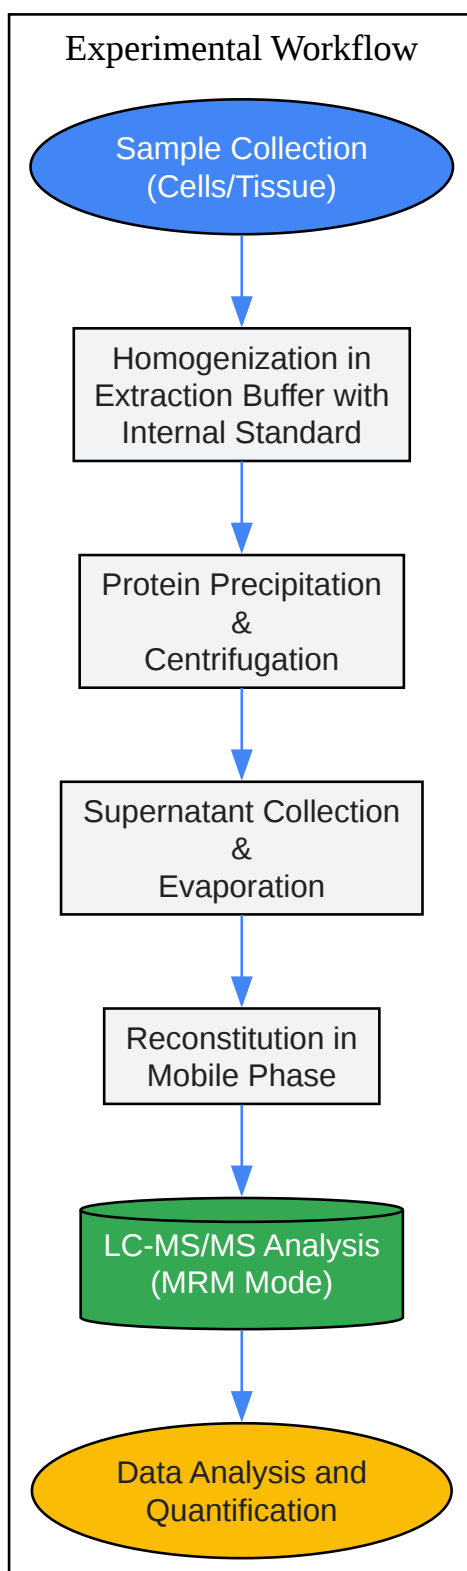 Experimental Workflow
Sample Collection
(Cells/Tissue)
Homogenization in
Extraction Buffer with
Internal Standard
Protein Precipitation
&
Centrifugation
Supernatant Collection
&
Evaporation
Reconstitution in
Mobile Phase
LC-MS/MS Analysis
(MRM Mode)
Data Analysis and
Quantification